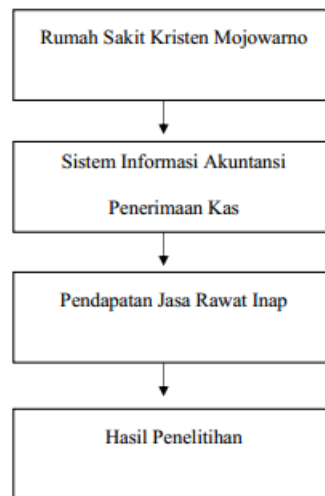 Rumah Sakit Kristen Mojowarno
Sistem Informasi Akuntansi
Penerimaan Kas
Pendapatan Jasa Rawat Inap
Hasil Penelitihan